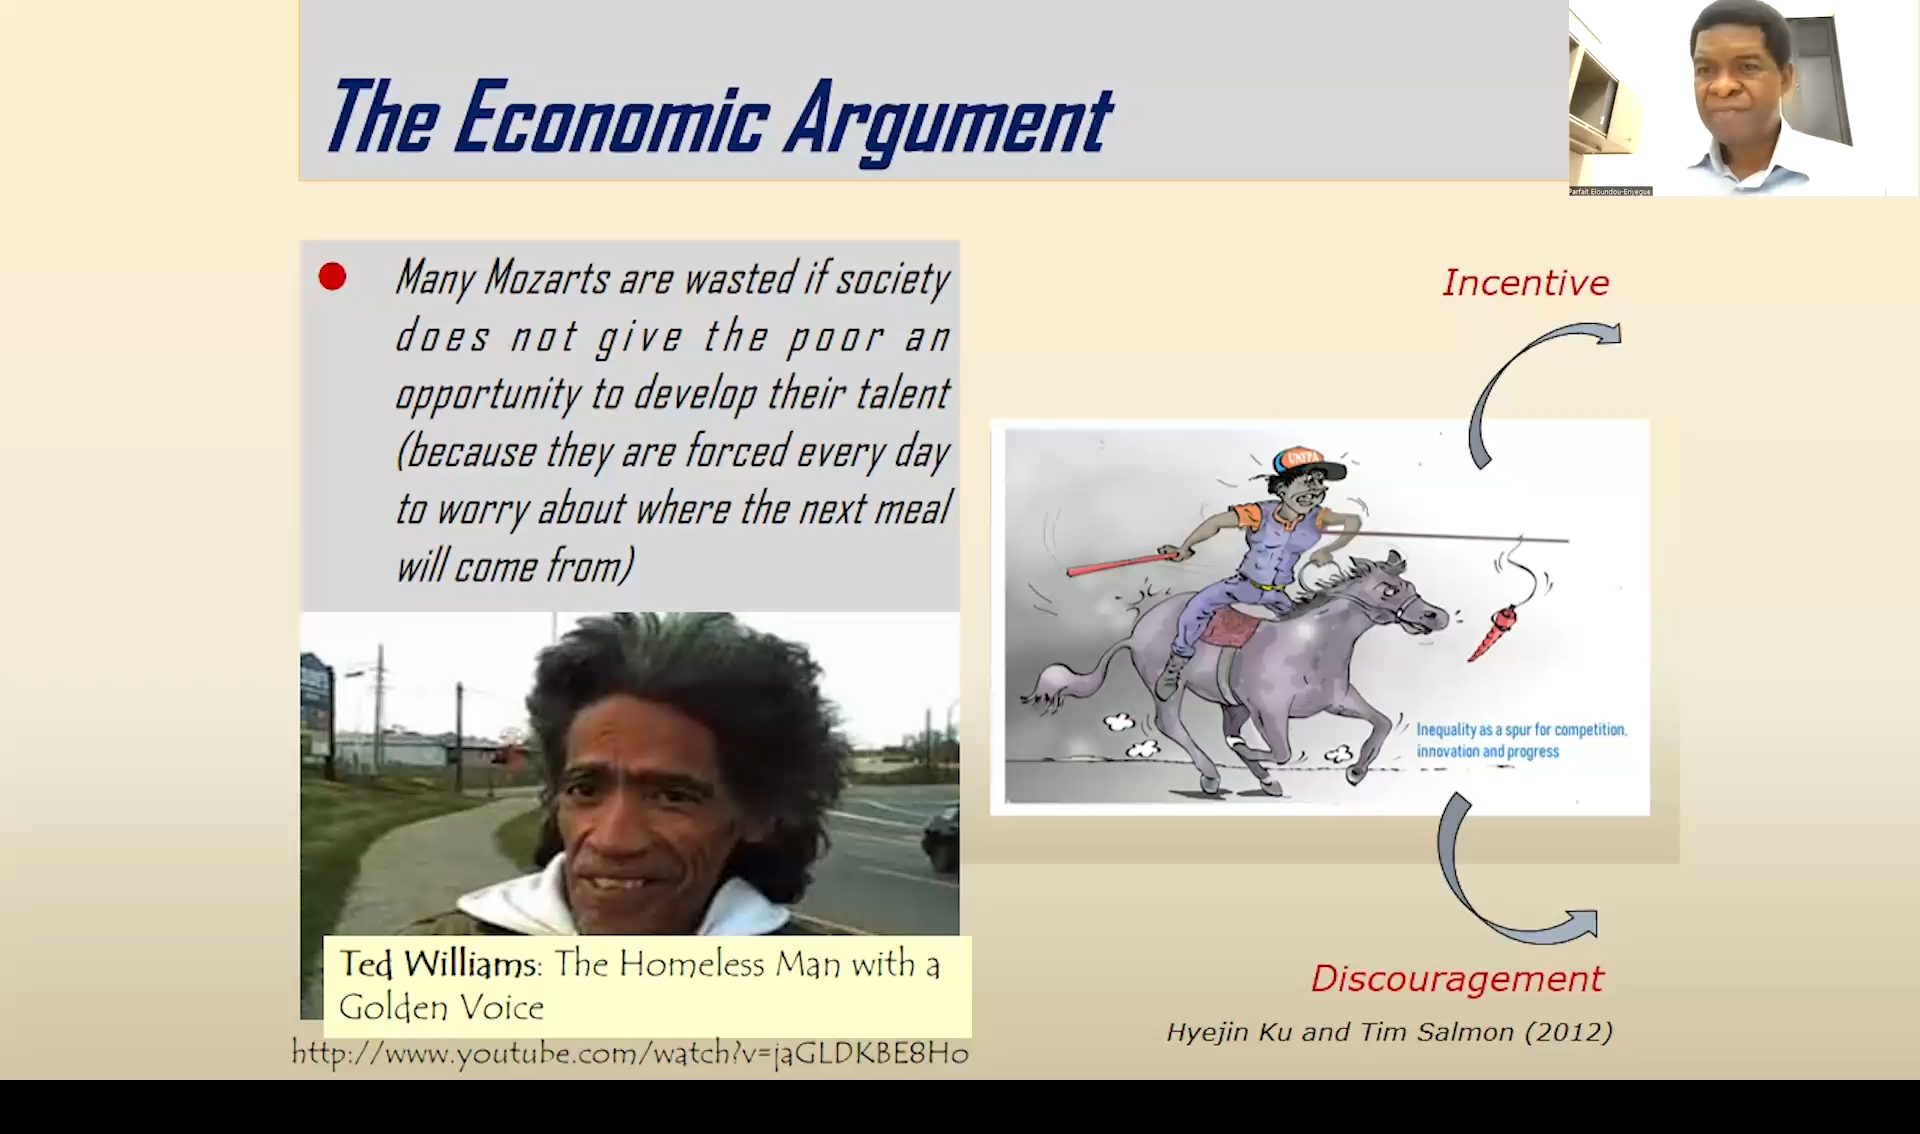 The Economic Argument
Parfait Eloundou-Enyegue
Many Mozarts are wasted if society
does not give the poor an
opportunity to develop their talent
(because they are forced every day
to worry about where the next meal
will come from)
Ted Williams: The Homeless Man with a
Golden Voice
http://www.youtube.com/watch?v=jaGLDKBE8Ho
Incentive
UNFPA
Inequality as a spur for competition,
innovation and progress
Discouragement
Hyejin Ku and Tim Salmon (2012)